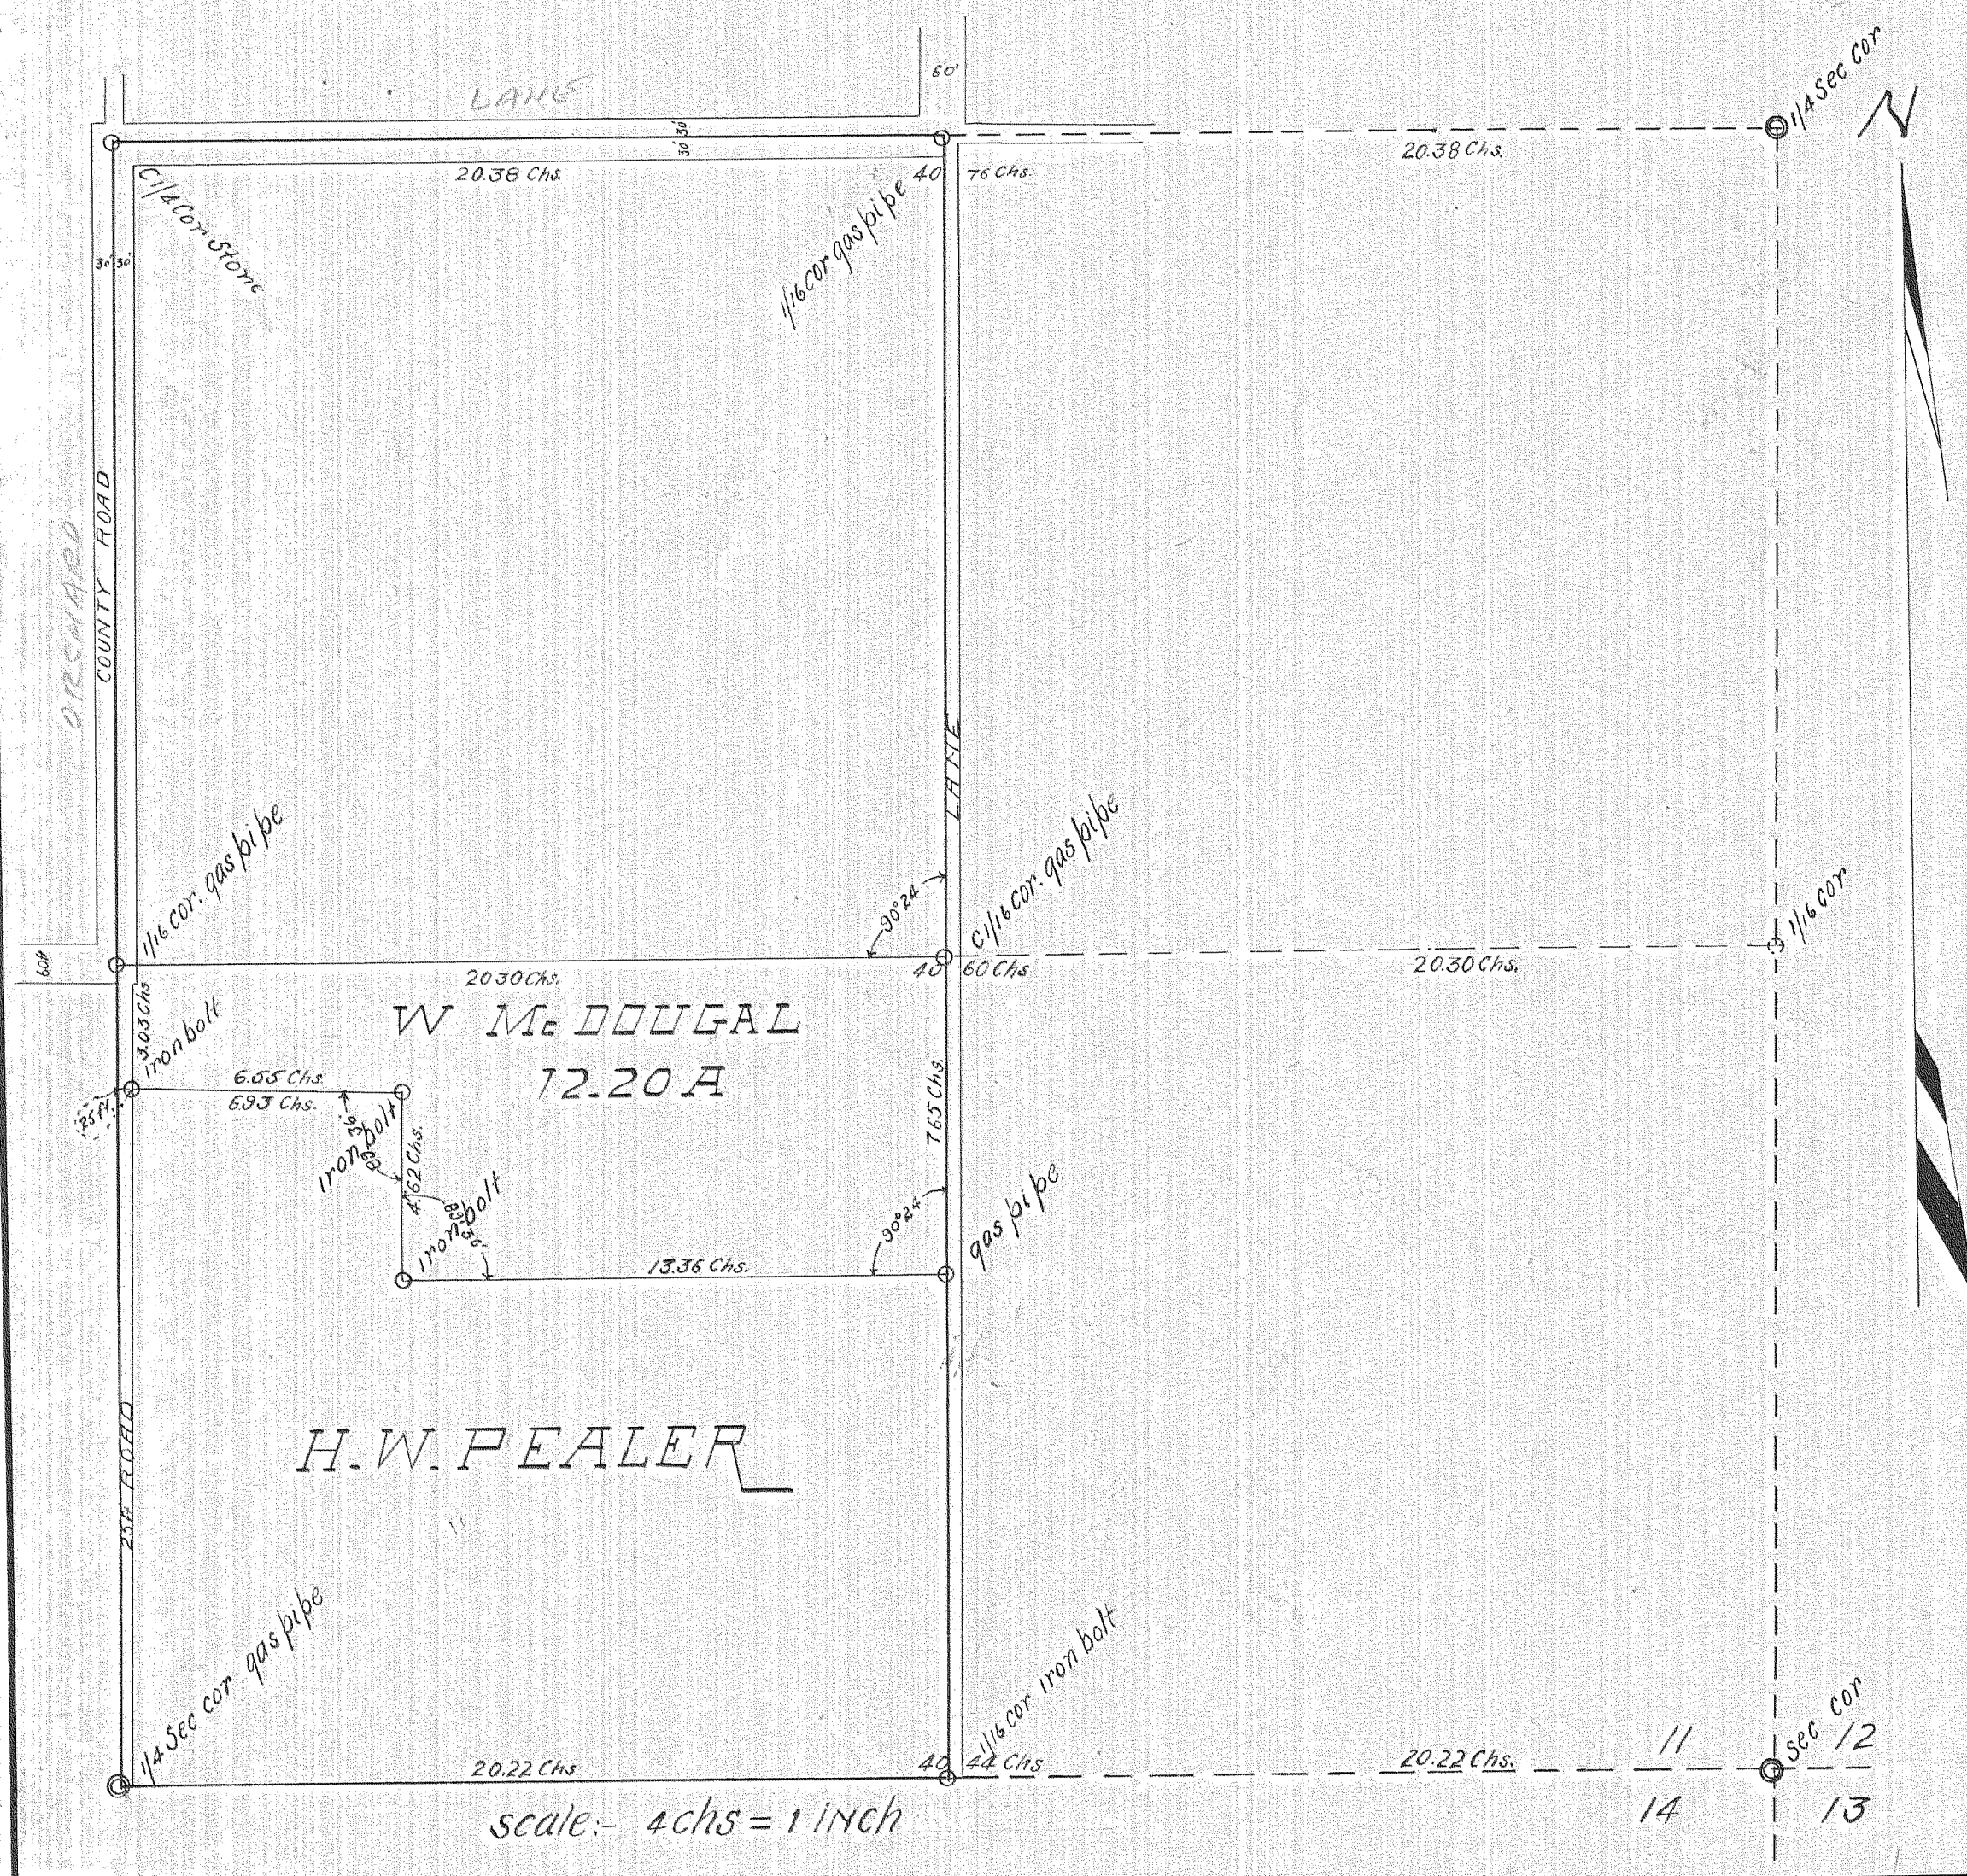 LANE
60'
1/4 Sec cor
N
30' 30'
20.38 Chs.
20.38 Chs.
40 76 Chs.
C 1/4 Cor Stone
1/16 cor gas pipe
30' 30'
COUNTY ROAD
ORCHARD
LANE
1/16 cor. gas pipe
90°24'
C 1/16 cor. gas pipe
1/16 cor
60ft
20 30 Chs.
40 60 Chs
20.30 Chs.
3.03 Chs
Iron bolt
W McDOUGAL
12.20 A
6.55 Chs.
6.93 Chs.
25 ft.
89° 36'
Iron bolt
4.62 Chs.
7.65 Chs.
89° 36'
Iron bolt
90°24'
gas pipe
13.36 Chs.
H. W. PEALER
25ft ROAD
1/4 Sec cor gas pipe
1/16 cor Iron bolt
20.22 Chs
40 44 Chs
20.22 Chs.
Sec cor
11 12
14 13
scale:- 4 chs = 1 inch